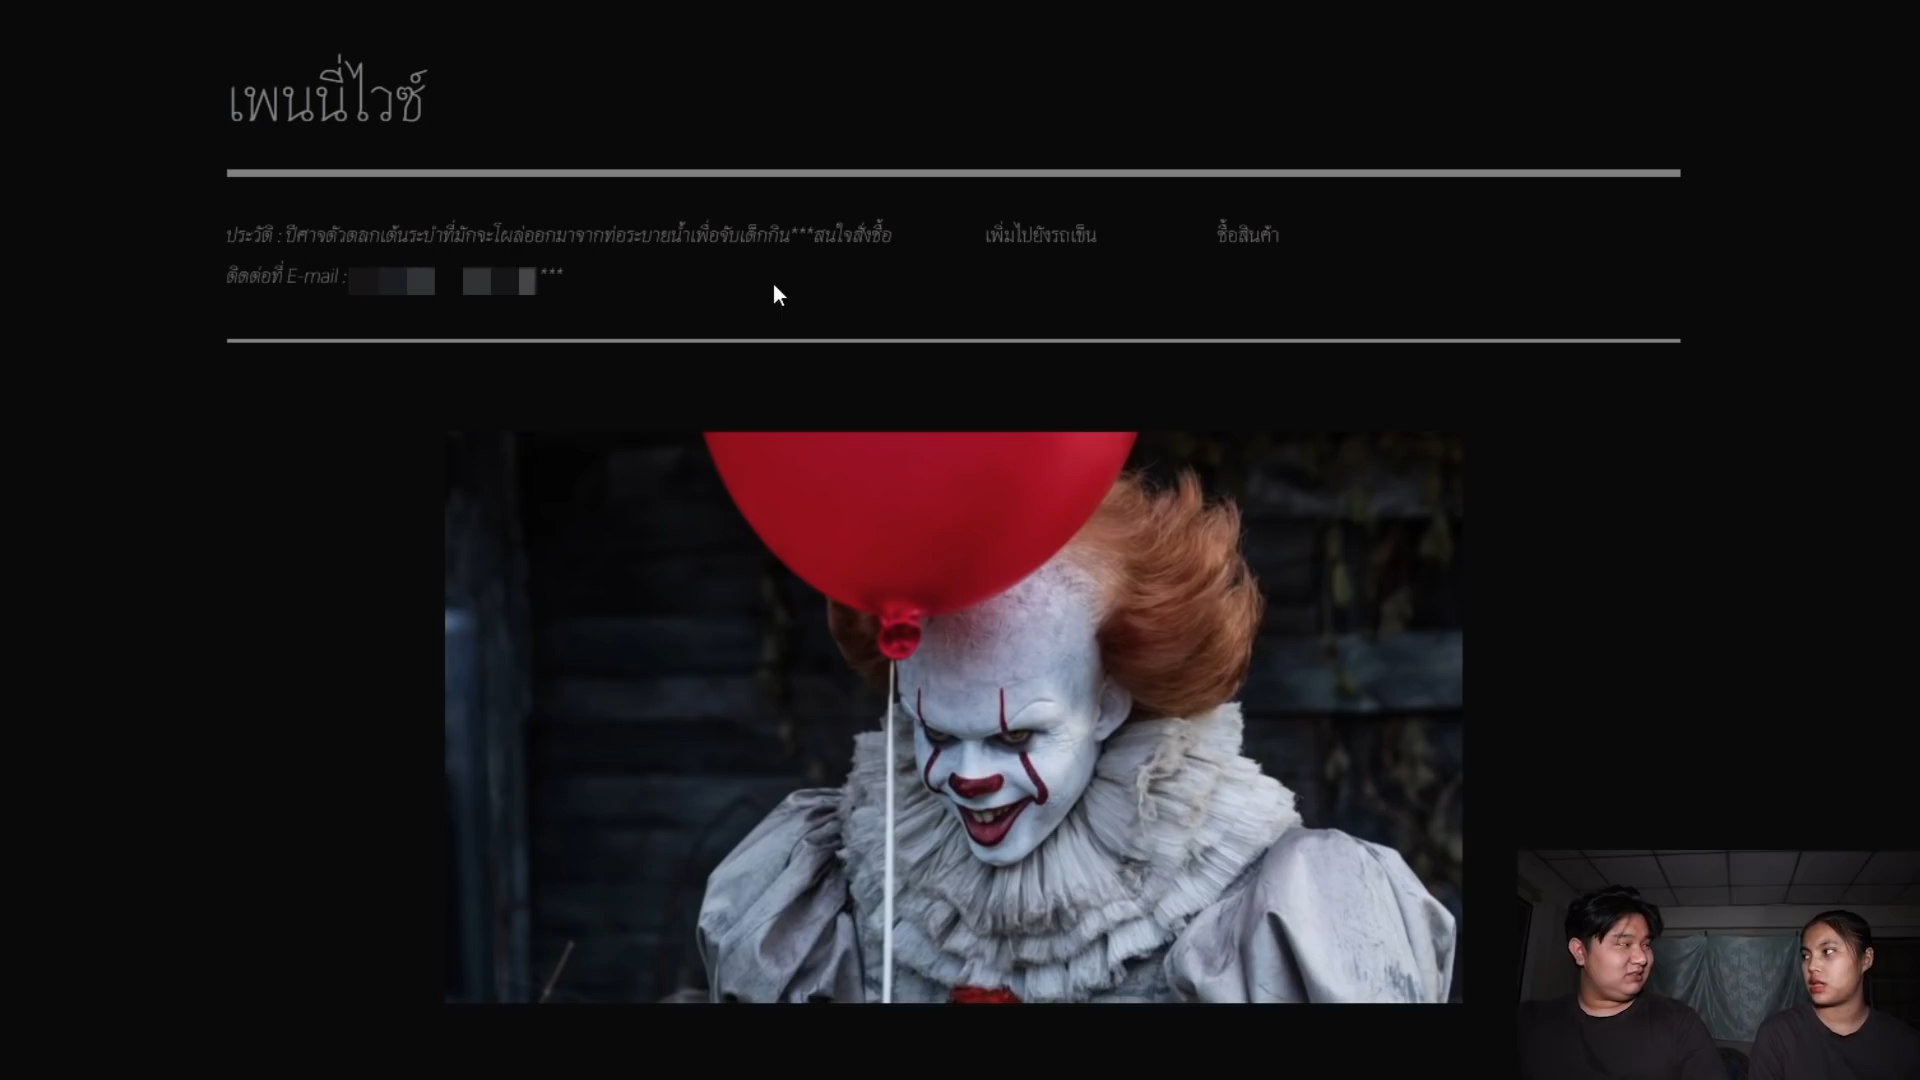 เพนนี่ไวซ์
ประวัติ : ปีศาจตัวตลกเต้นระบำที่มักจะโผล่ออกมาจากท่อระบายน้ำเพื่อจับเด็กกิน***สนใจสั่งซื้อ
ติดต่อที่ E-mail : ***
เพิ่มไปยังรถเข็น
ซื้อสินค้า